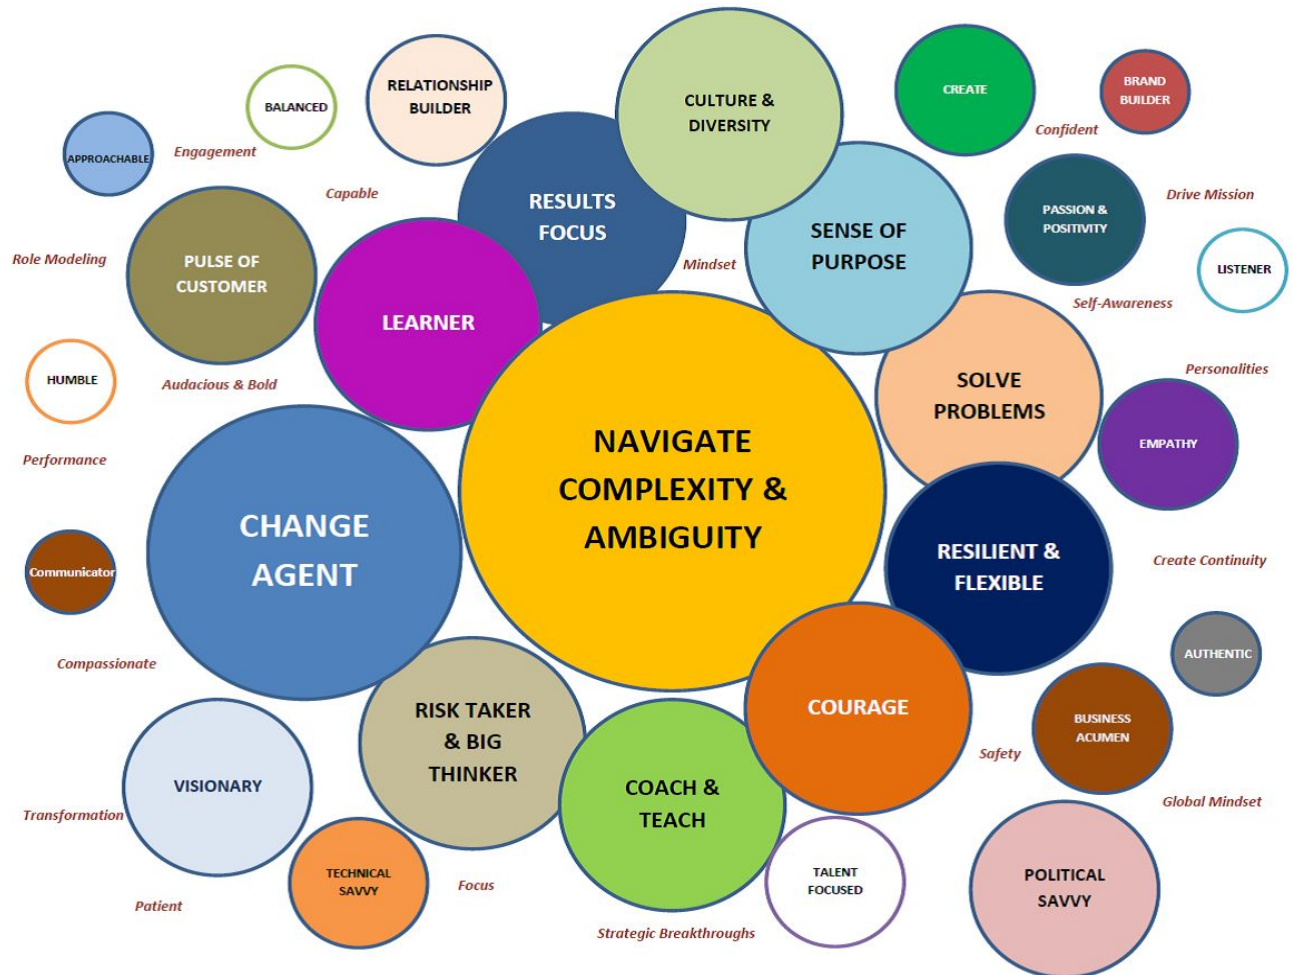 RELATIONSHIP
BUILDER
CULTURE &
DIVERSITY
CREATE
BRAND
BUILDER
BALANCED
Confident
APPROACHABLE
Engagement
Capable
RESULTS
FOCUS
SENSE OF
PURPOSE
PASSION &
POSITIVITY
Drive Mission
Role Modeling
PULSE OF
CUSTOMER
Mindset
LISTENER
LEARNER
Self-Awareness
HUMBLE
Audacious & Bold
SOLVE
PROBLEMS
Personalities
Performance
NAVIGATE
COMPLEXITY &
AMBIGUITY
EMPATHY
CHANGE
AGENT
RESILIENT &
FLEXIBLE
Create Continuity
Communicator
Compassionate
AUTHENTIC
RISK TAKER
& BIG
THINKER
COURAGE
BUSINESS
ACUMEN
Safety
VISIONARY
COACH &
TEACH
Global Mindset
Transformation
TECHNICAL
SAVVY
Focus
TALENT
FOCUSED
POLITICAL
SAVVY
Patient
Strategic Breakthroughs